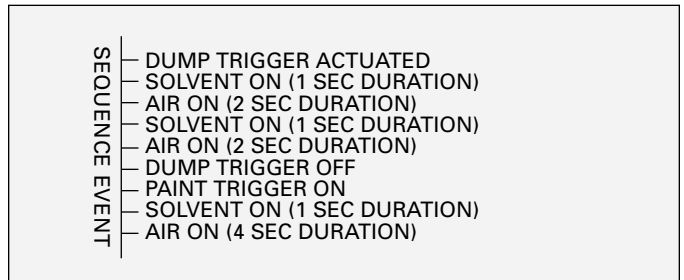 SEQUENCE EVENT
DUMP TRIGGER ACTUATED
SOLVENT ON (1 SEC DURATION)
AIR ON (2 SEC DURATION)
SOLVENT ON (1 SEC DURATION)
AIR ON (2 SEC DURATION)
DUMP TRIGGER OFF
PAINT TRIGGER ON
SOLVENT ON (1 SEC DURATION)
AIR ON (4 SEC DURATION)